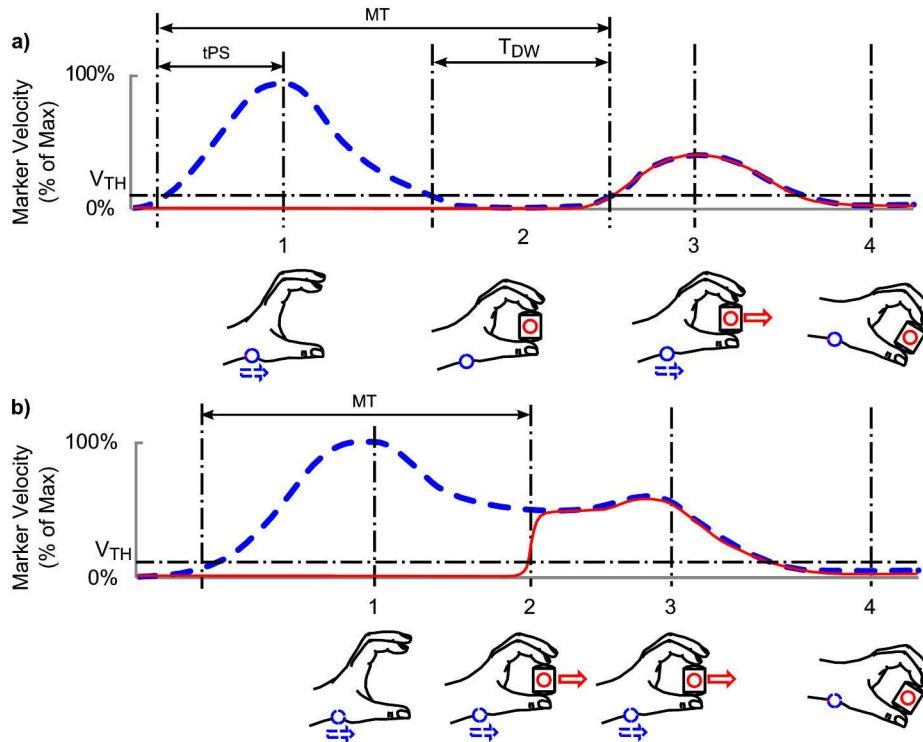 a)
MT
tPS
T_DW
Marker Velocity
(% of Max)
100%
V_TH
0%
1 2 3 4
b)
MT
Marker Velocity
(% of Max)
100%
V_TH
0%
1 2 3 4